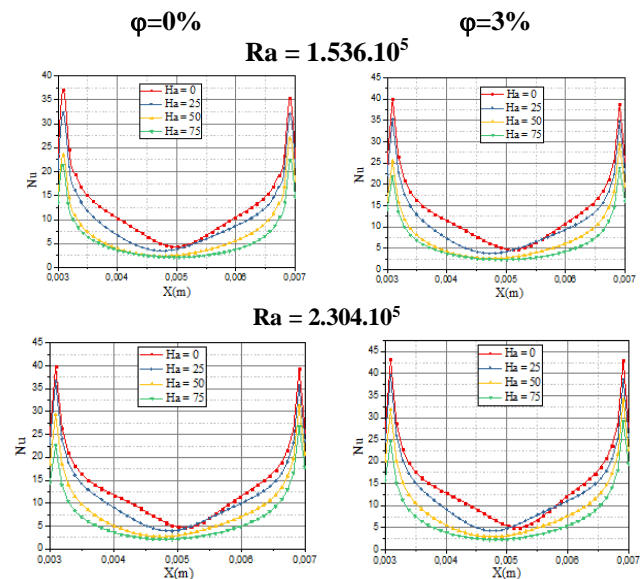 φ=0% φ=3%
Ra = 1.536.10⁵
40
35
30
25
20
15
10
5
0
Nu
Ha = 0
Ha = 25
Ha = 50
Ha = 75
0,003 0,004 0,005 0,006 0,007
X(m)
45
40
35
30
25
20
15
10
5
0
Nu
Ha = 0
Ha = 25
Ha = 50
Ha = 75
0,003 0,004 0,005 0,006 0,007
X(m)
Ra = 2.304.10⁵
45
40
35
30
25
20
15
10
5
0
Nu
Ha = 0
Ha = 25
Ha = 50
Ha = 75
0,003 0,004 0,005 0,006 0,007
X(m)
45
40
35
30
25
20
15
10
5
0
Nu
Ha = 0
Ha = 25
Ha = 50
Ha = 75
0,003 0,004 0,005 0,006 0,007
X(m)